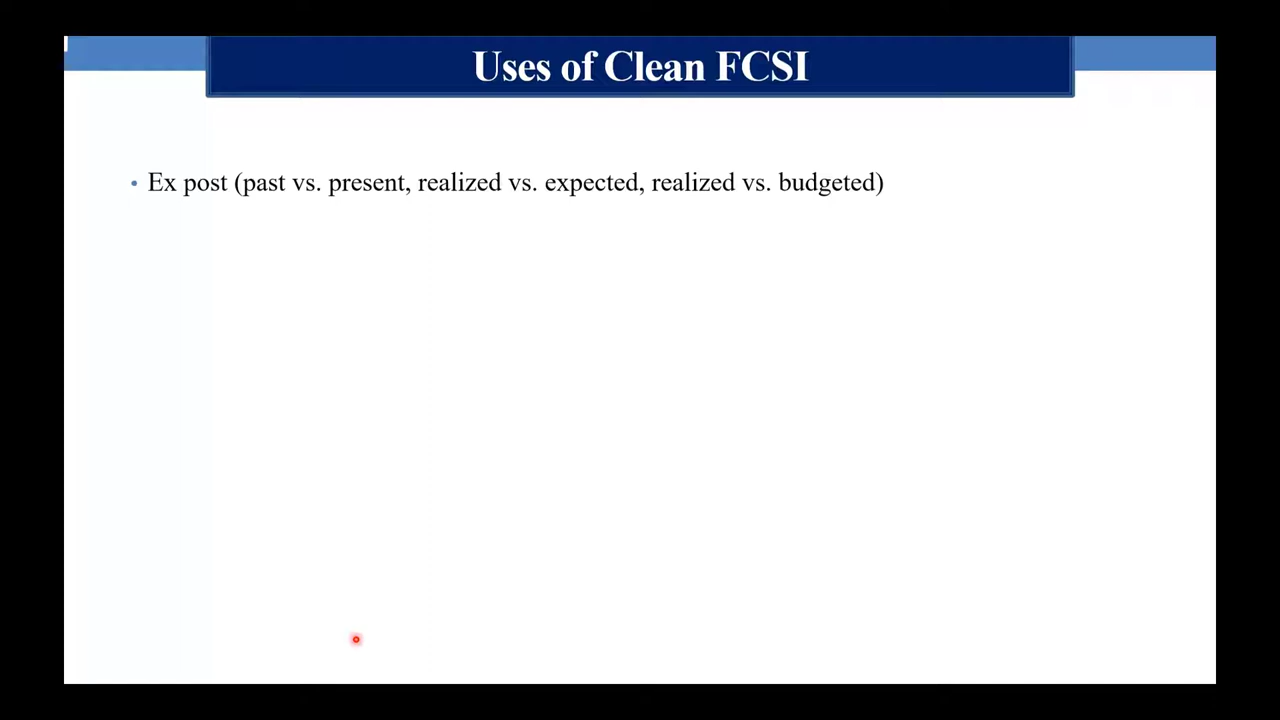 Uses of Clean FCSI
• Ex post (past vs. present, realized vs. expected, realized vs. budgeted)